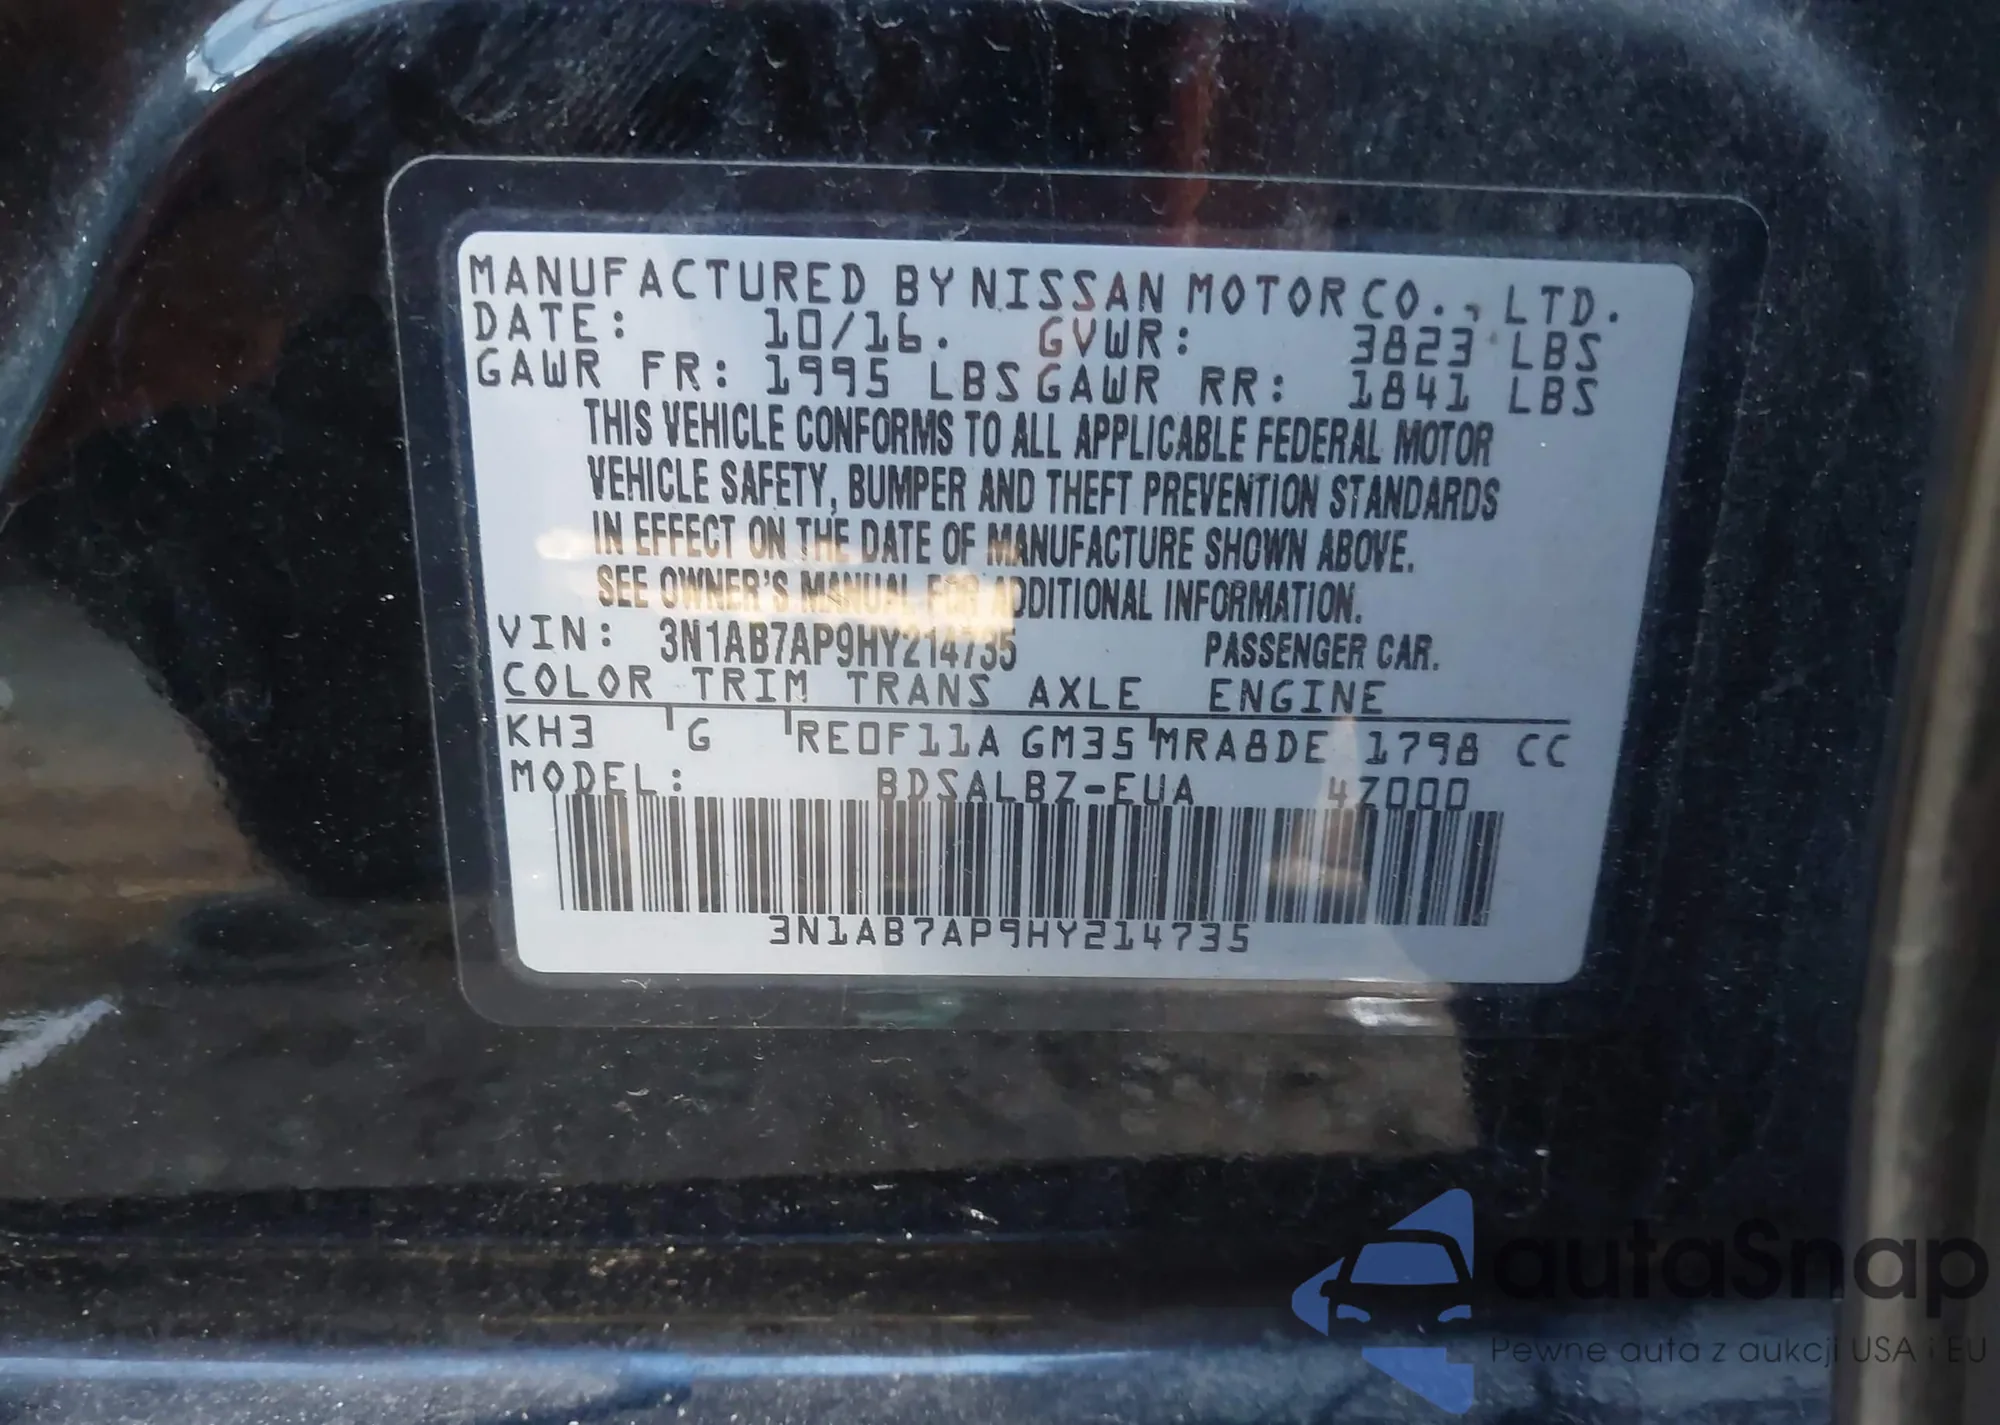 MANUFACTURED BY NISSAN MOTOR CO., LTD.
DATE: 10/16. GVWR: 3823 LBS
GAWR FR: 1995 LBS GAWR RR: 1841 LBS
THIS VEHICLE CONFORMS TO ALL APPLICABLE FEDERAL MOTOR
VEHICLE SAFETY, BUMPER AND THEFT PREVENTION STANDARDS
IN EFFECT ON THE DATE OF MANUFACTURE SHOWN ABOVE.
SEE OWNER'S MANUAL FOR ADDITIONAL INFORMATION.
VIN: 3N1AB7AP9HY214735 PASSENGER CAR.
COLOR TRIM TRANS AXLE ENGINE
KH3 G RE0F11A GM35 MRA8DE 1798 CC
MODEL: BDSALBZ-EUA 4Z000
3N1AB7AP9HY214735
autaSnap
Pewne auta z aukcji USA i EU